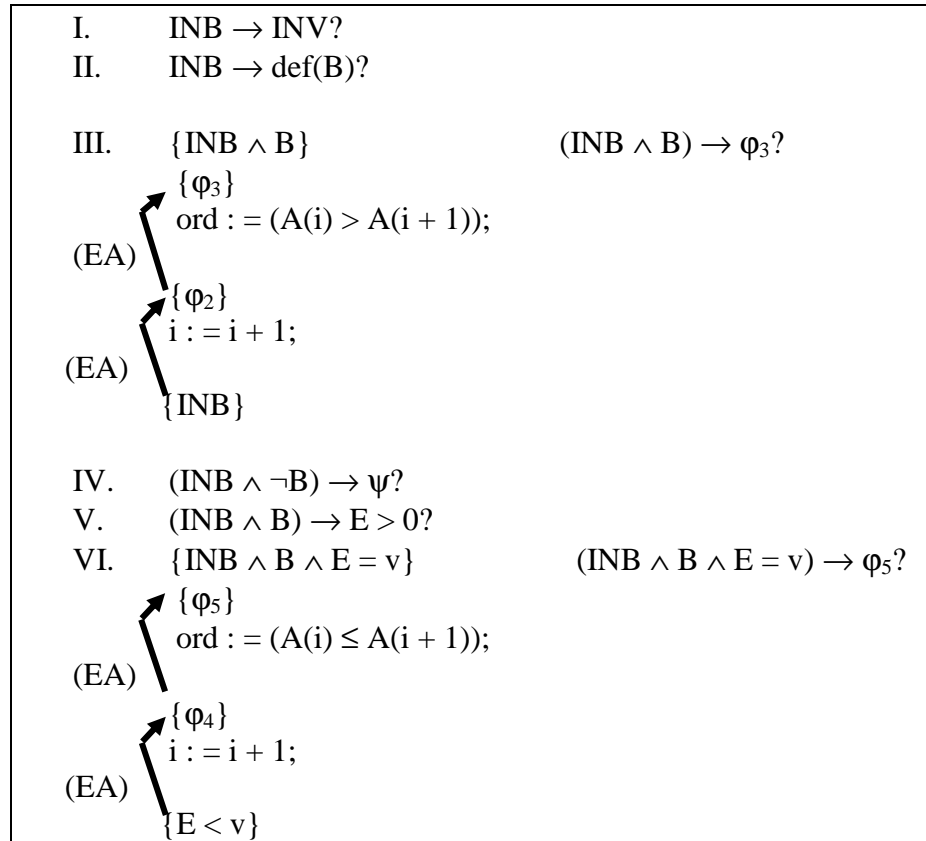 I. INB → INV?
II. INB → def(B)?
III. {INB ∧ B} (INB ∧ B) → φ₃?
{φ₃}
ord : = (A(i) > A(i + 1));
(EA)
{φ₂}
i : = i + 1;
(EA)
{INB}
IV. (INB ∧ ¬B) → ψ?
V. (INB ∧ B) → E > 0?
VI. {INB ∧ B ∧ E = v} (INB ∧ B ∧ E = v) → φ₅?
{φ₅}
ord : = (A(i) ≤ A(i + 1));
(EA)
{φ₄}
i : = i + 1;
(EA)
{E < v}